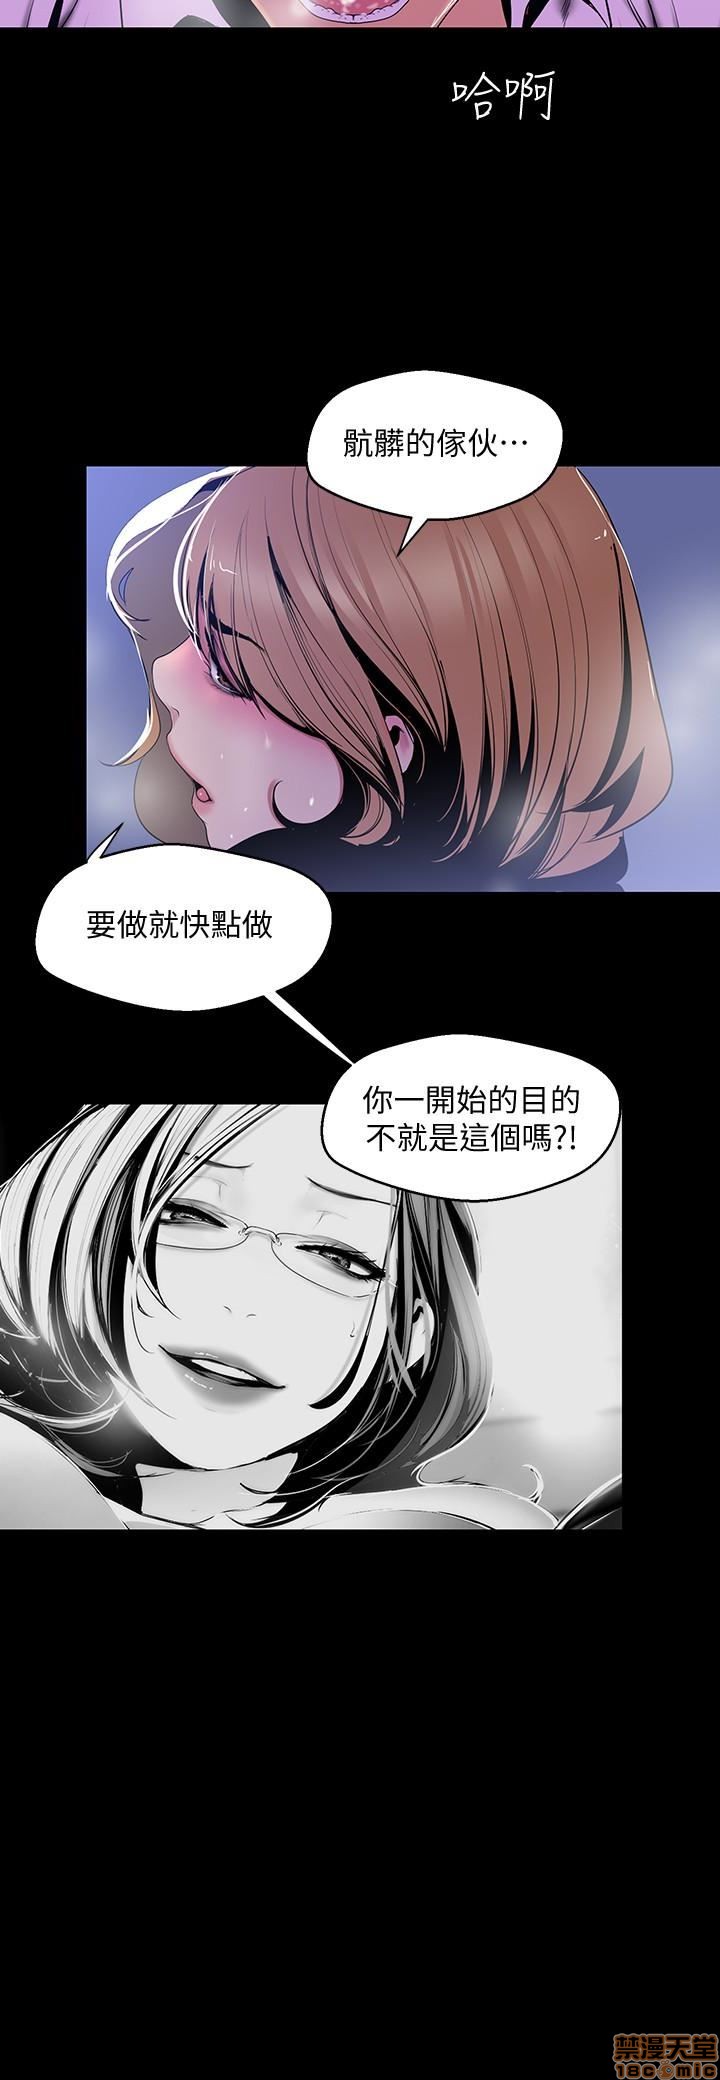 哈啊
骯髒的傢伙…
要做就快點做
你一開始的目的
不就是這個嗎?!
禁漫天堂
18comic